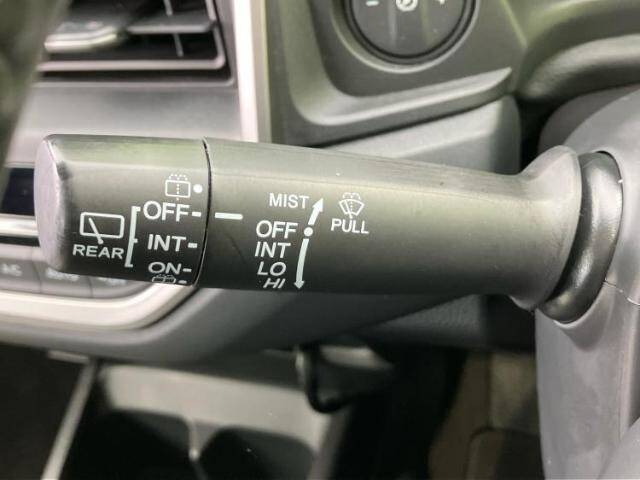 REAR
OFF
INT
ON
MIST
OFF
INT
LO
HI
PULL